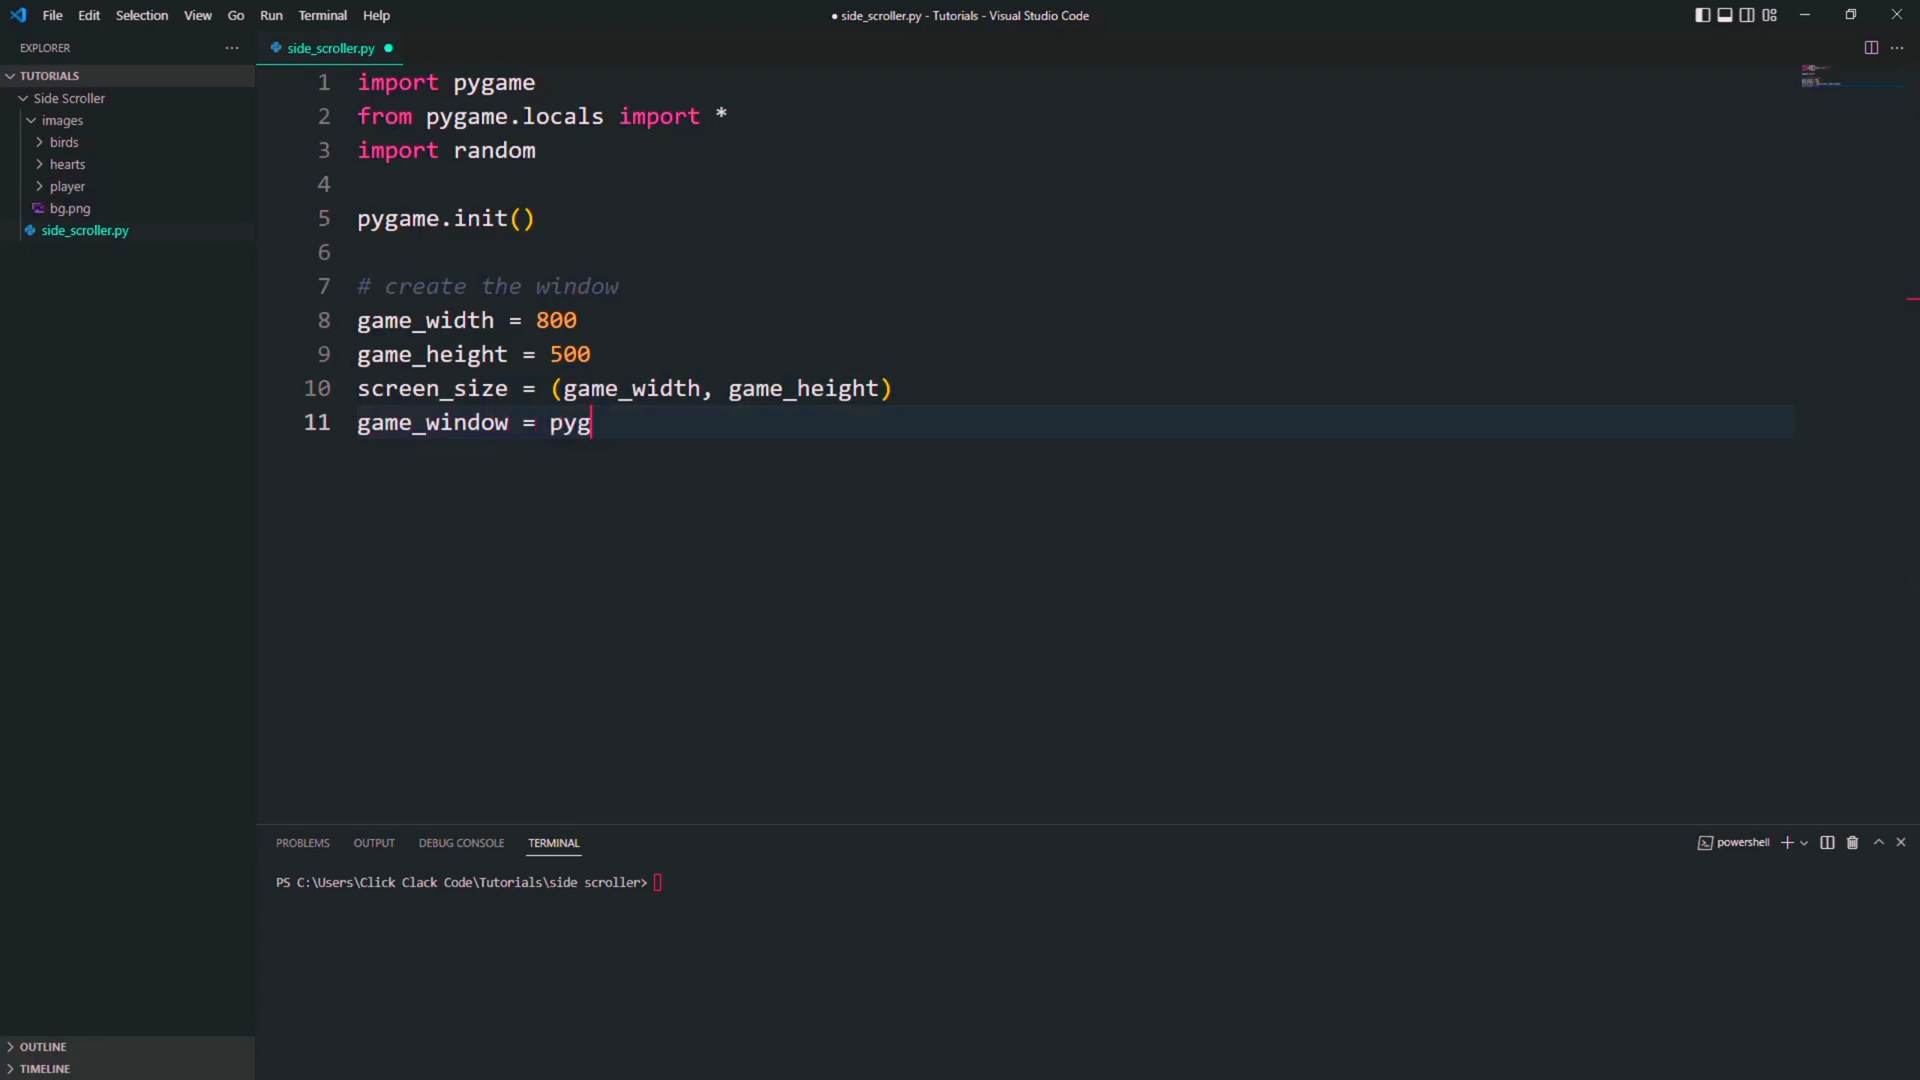 File Edit Selection View Go Run Terminal Help
● side_scroller.py - Tutorials - Visual Studio Code
EXPLORER
TUTORIALS
Side Scroller
images
birds
hearts
player
bg.png
side_scroller.py
OUTLINE
TIMELINE
side_scroller.py
1 import pygame
2 from pygame.locals import *
3 import random
4
5 pygame.init()
6
7 # create the window
8 game_width = 800
9 game_height = 500
10 screen_size = (game_width, game_height)
11 game_window = pyg
PROBLEMS OUTPUT DEBUG CONSOLE TERMINAL
powershell
PS C:\Users\Click Clack Code\Tutorials\side scroller>